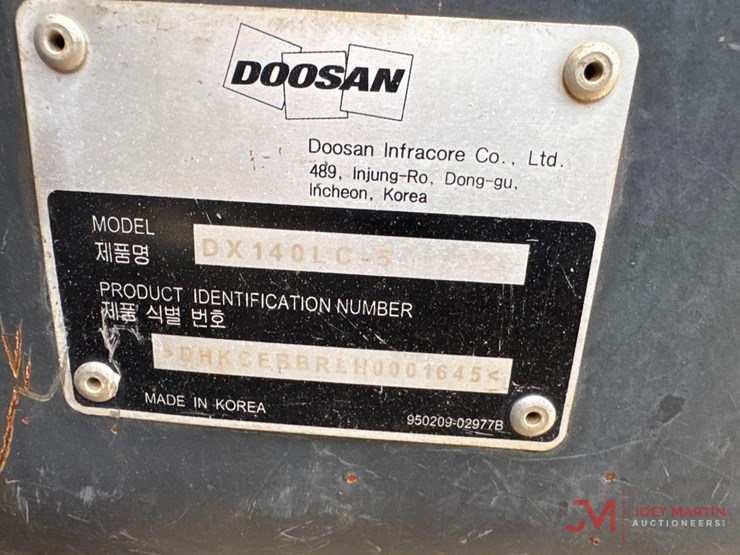 DOOSAN
Doosan Infracore Co., Ltd.
489, Injung-Ro, Dong-gu,
Incheon, Korea
MODEL
제품명
DX140LC-5
PRODUCT IDENTIFICATION NUMBER
제품 식별 번호
>DHKCEBBRLH0001645<
MADE IN KOREA
950209-02977B
JM
JOEY MARTIN
AUCTIONEERS